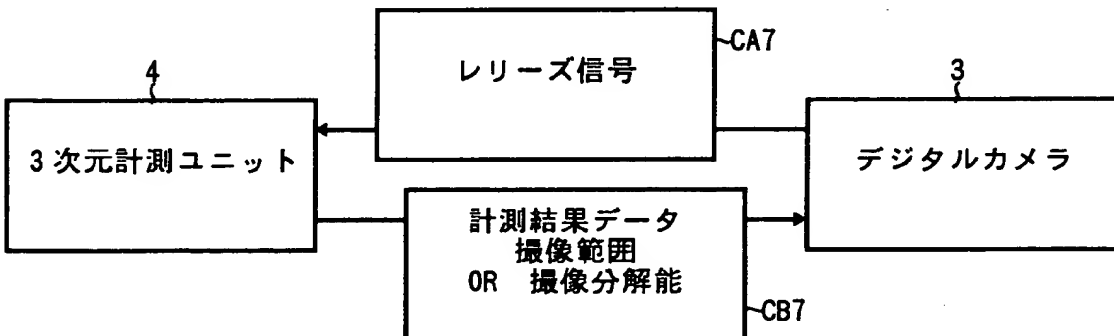 CA7
レリーズ信号
4
3次元計測ユニット
3
デジタルカメラ
計測結果データ
撮像範囲
OR 撮像分解能
CB7